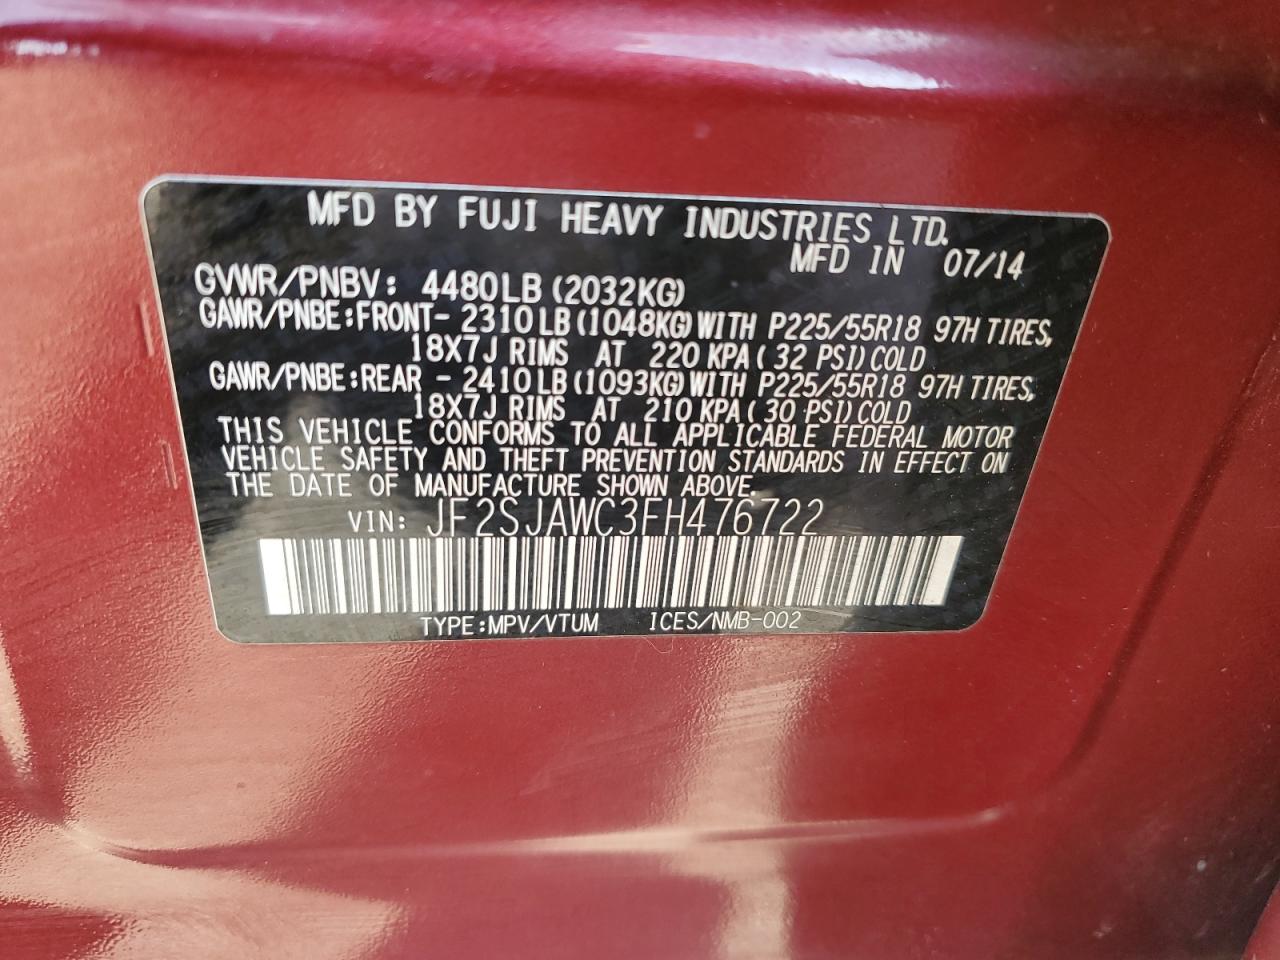 MFD BY FUJI HEAVY INDUSTRIES LTD.
MFD IN 07/14
GVWR/PNBV: 4480LB (2032KG)
GAWR/PNBE:FRONT- 2310LB(1048KG)WITH P225/55R18 97H TIRES,
18X7J RIMS AT 220 KPA( 32 PSI)COLD
GAWR/PNBE:REAR - 2410LB(1093KG)WITH P225/55R18 97H TIRES,
18X7J RIMS AT 210 KPA( 30 PSI)COLD
THIS VEHICLE CONFORMS TO ALL APPLICABLE FEDERAL MOTOR
VEHICLE SAFETY AND THEFT PREVENTION STANDARDS IN EFFECT ON
THE DATE OF MANUFACTURE SHOWN ABOVE.
VIN: JF2SJAWC3FH476722
TYPE:MPV/VTUM ICES/NMB-002